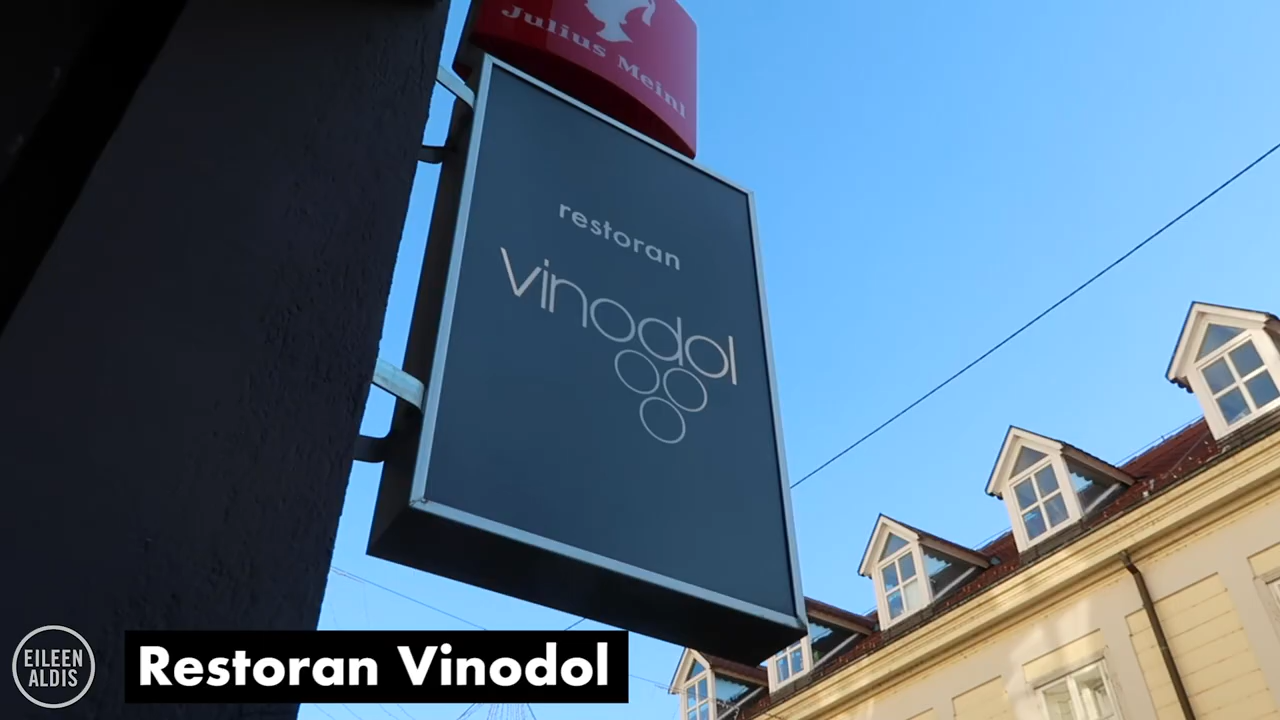 Julius Meinl
restoran
vinodol
EILEEN
ALDIS
Restoran Vinodol